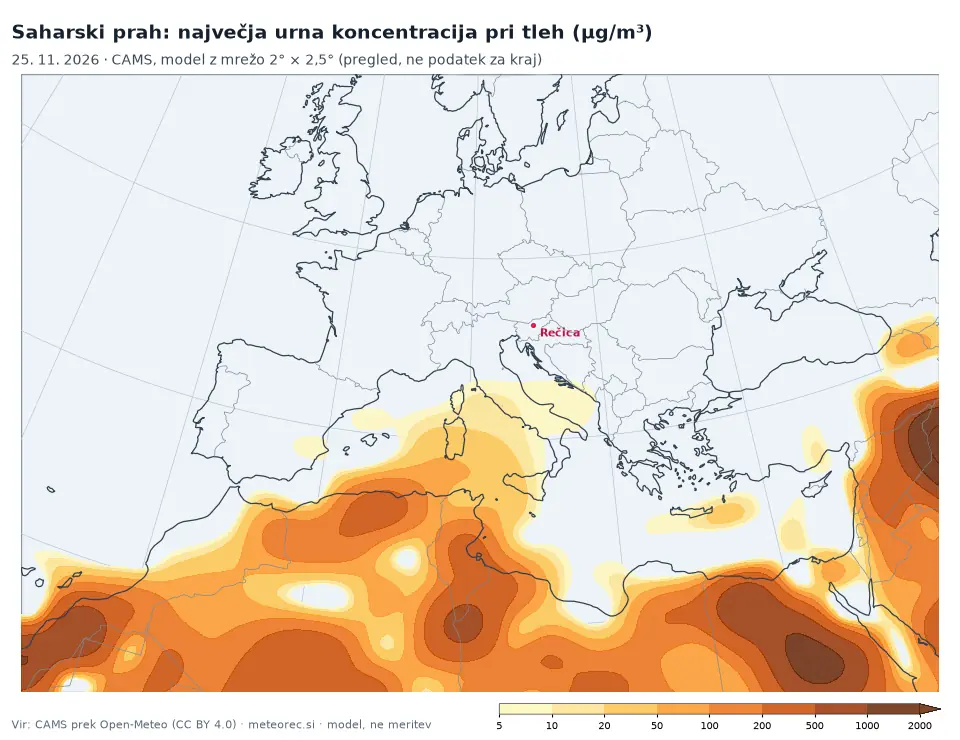 Saharski prah: največja urna koncentracija pri tleh (µg/m³)
25. 11. 2026 · CAMS, model z mrežo 2° × 2,5° (pregled, ne podatek za kraj)
Rečica
5 10 20 50 100 200 500 1000 2000
Vir: CAMS prek Open-Meteo (CC BY 4.0) · meteorec.si · model, ne meritev